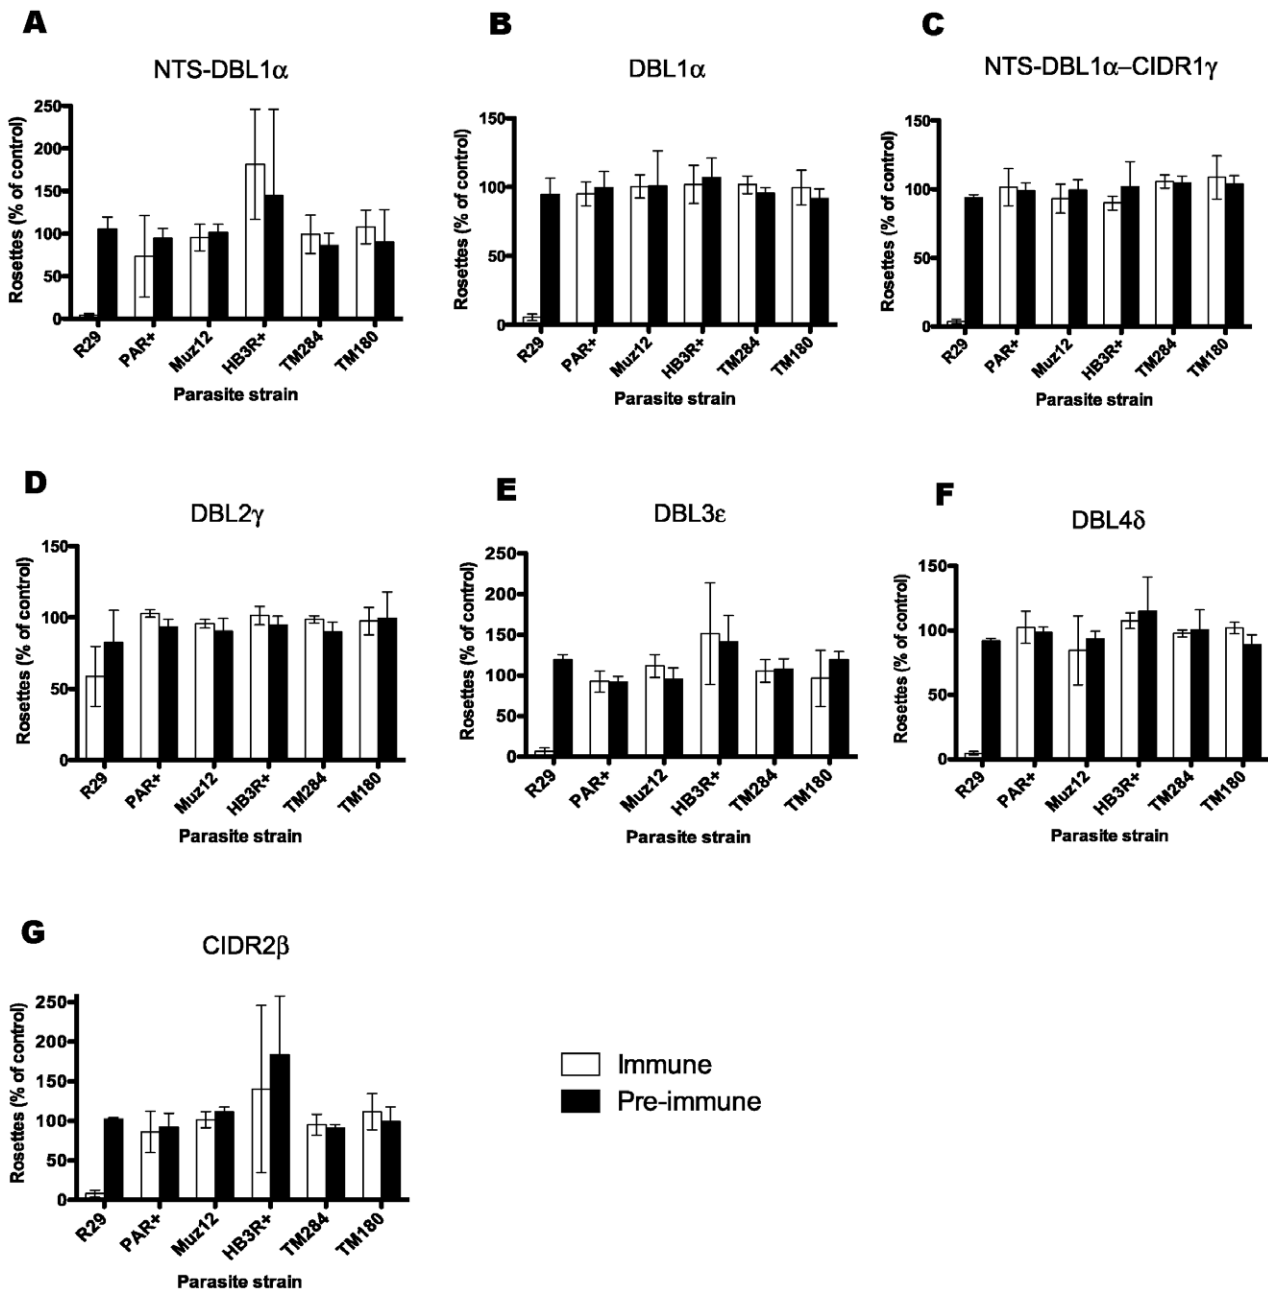 A
NTS-DBL1α
Rosettes (% of control)
250
200
150
100
50
0
R29
PAR+
Muz12
HB3R+
TM284
TM180
Parasite strain
B
DBL1α
Rosettes (% of control)
150
100
50
0
R29
PAR+
Muz12
HB3R+
TM284
TM180
Parasite strain
C
NTS-DBL1α–CIDR1γ
Rosettes (% of control)
150
100
50
0
R29
PAR+
Muz12
HB3R+
TM284
TM180
Parasite strain
D
DBL2γ
Rosettes (% of control)
150
100
50
0
R29
PAR+
Muz12
HB3R+
TM284
TM180
Parasite strain
E
DBL3ε
Rosettes (% of control)
250
200
150
100
50
0
R29
PAR+
Muz12
HB3R+
TM284
TM180
Parasite strain
F
DBL4δ
Rosettes (% of control)
150
100
50
0
R29
PAR+
Muz12
HB3R+
TM284
TM180
Parasite strain
G
CIDR2β
Rosettes (% of control)
250
200
150
100
50
0
R29
PAR+
Muz12
HB3R+
TM284
TM180
Parasite strain
Immune
Pre-immune